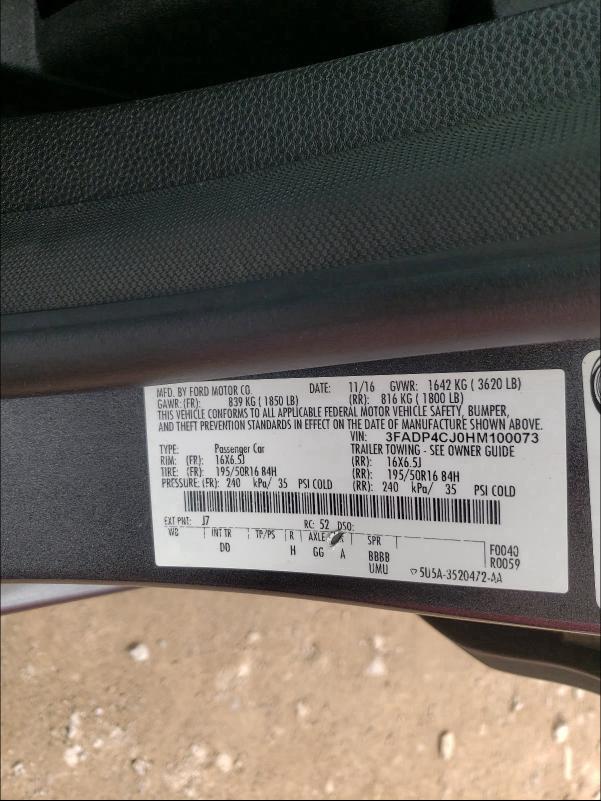 MFD. BY FORD MOTOR CO. DATE: 11/16 GVWR: 1642 KG ( 3620 LB)
GAWR: (FR): 839 KG ( 1850 LB) (RR): 816 KG ( 1800 LB)
THIS VEHICLE CONFORMS TO ALL APPLICABLE FEDERAL MOTOR VEHICLE SAFETY, BUMPER,
AND THEFT PREVENTION STANDARDS IN EFFECT ON THE DATE OF MANUFACTURE SHOWN ABOVE.
VIN: 3FADP4CJ0HM100073
TYPE: Passenger Car TRAILER TOWING - SEE OWNER GUIDE
RIM: (FR): 16X6.5J (RR): 16X6.5J
TIRE: (FR): 195/50R16 84H (RR): 195/50R16 84H
PRESSURE: (FR): 240 kPa/ 35 PSI COLD (RR): 240 kPa/ 35 PSI COLD
EXT PNT: J7 RC: 52 DSO:
WB INT TR TP/PS R AXLE SPR
DD H GG A BBBB F0040
UMU R0059
5U5A-3520472-AA